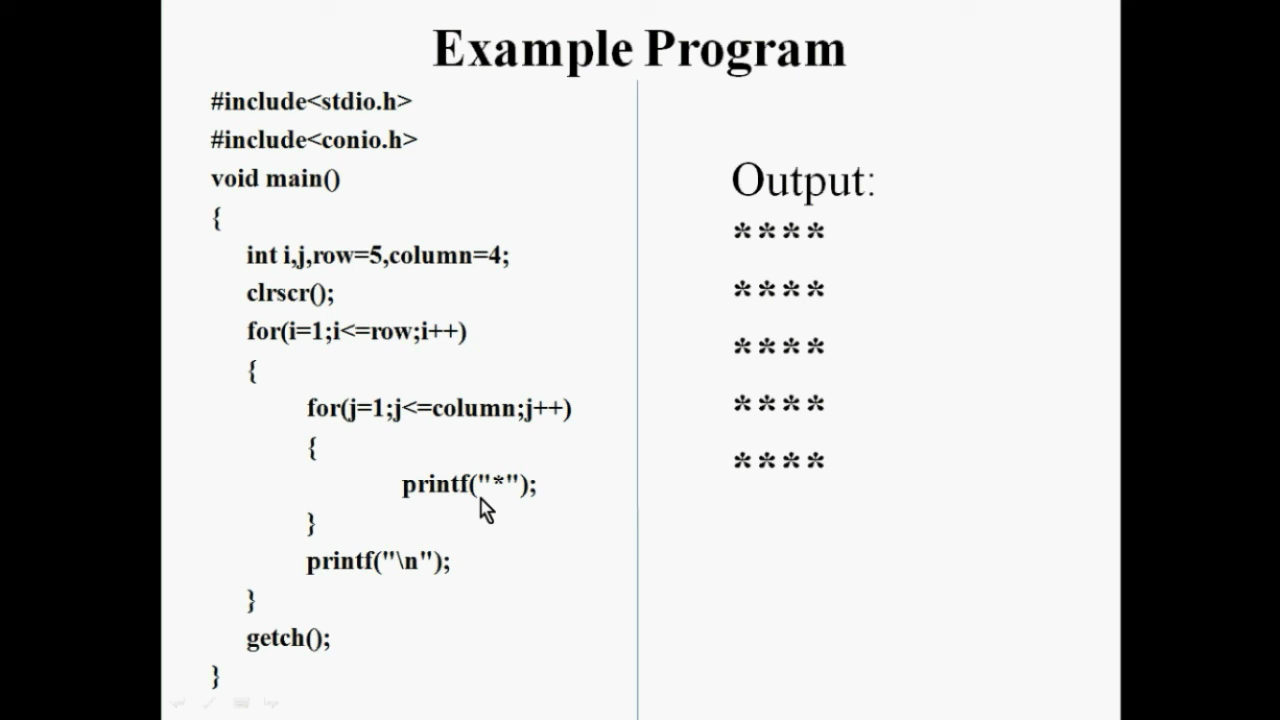 Example Program
#include<stdio.h>
#include<conio.h>
void main()
{
int i,j,row=5,column=4;
clrscr();
for(i=1;i<=row;i++)
{
for(j=1;j<=column;j++)
{
printf("*");
}
printf("\n");
}
getch();
}
Output:
****
****
****
****
****